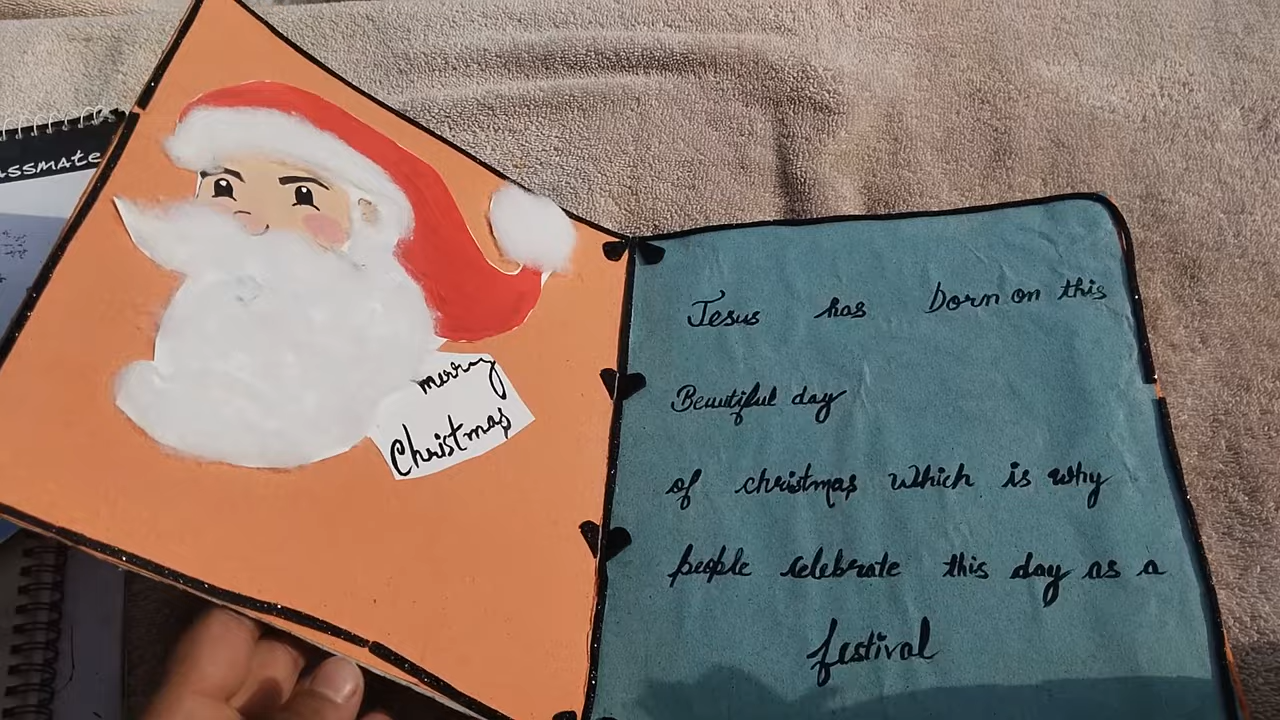 assmate
merry
Christmas
Jesus has born on this
Beautiful day
of christmas which is why
people celebrate this day as a
festival